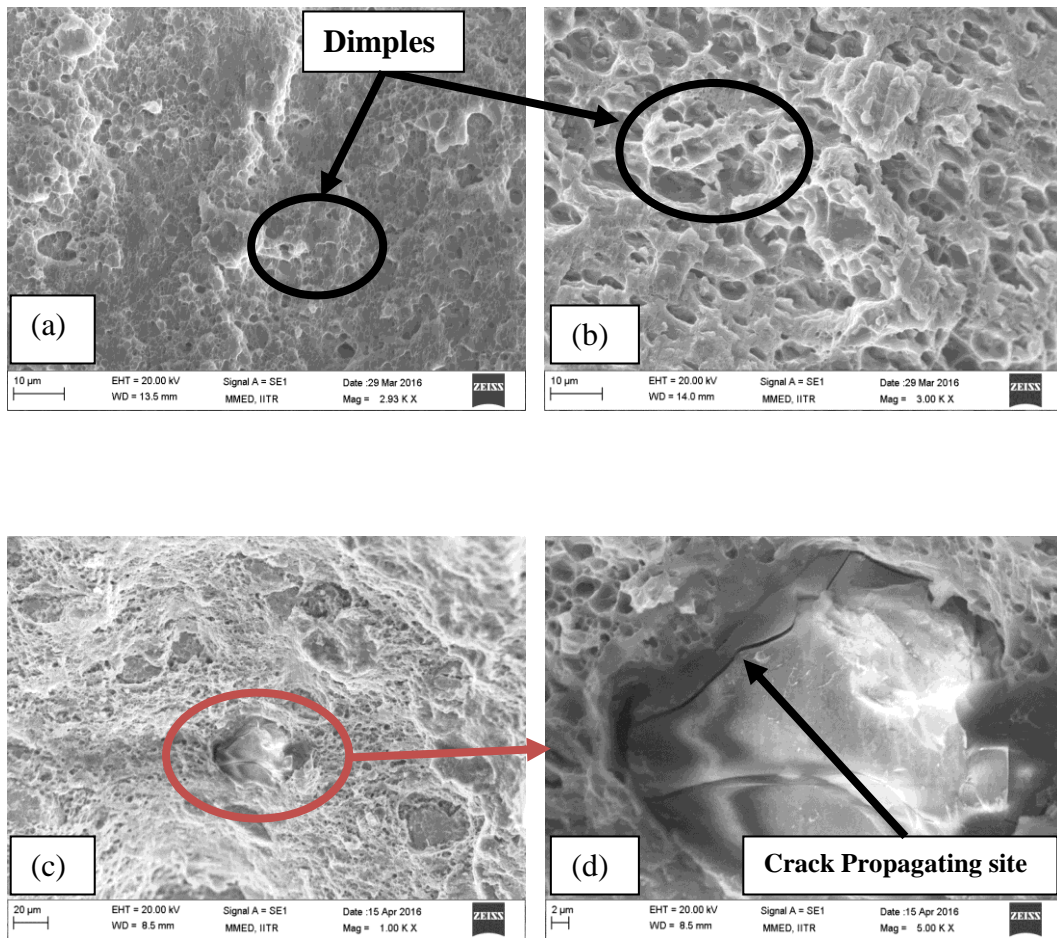 Dimples
(a)
10 µm
EHT = 20.00 kV
WD = 13.5 mm
Signal A = SE1
MMED, IITR
Date :29 Mar 2016
Mag = 2.93 K X
ZEISS
(b)
10 µm
EHT = 20.00 kV
WD = 14.0 mm
Signal A = SE1
MMED, IITR
Date :29 Mar 2016
Mag = 3.00 K X
ZEISS
(c)
20 µm
EHT = 20.00 kV
WD = 8.5 mm
Signal A = SE1
MMED, IITR
Date :15 Apr 2016
Mag = 1.00 K X
ZEISS
Crack Propagating site
(d)
2 µm
EHT = 20.00 kV
WD = 8.5 mm
Signal A = SE1
MMED, IITR
Date :15 Apr 2016
Mag = 5.00 K X
ZEISS